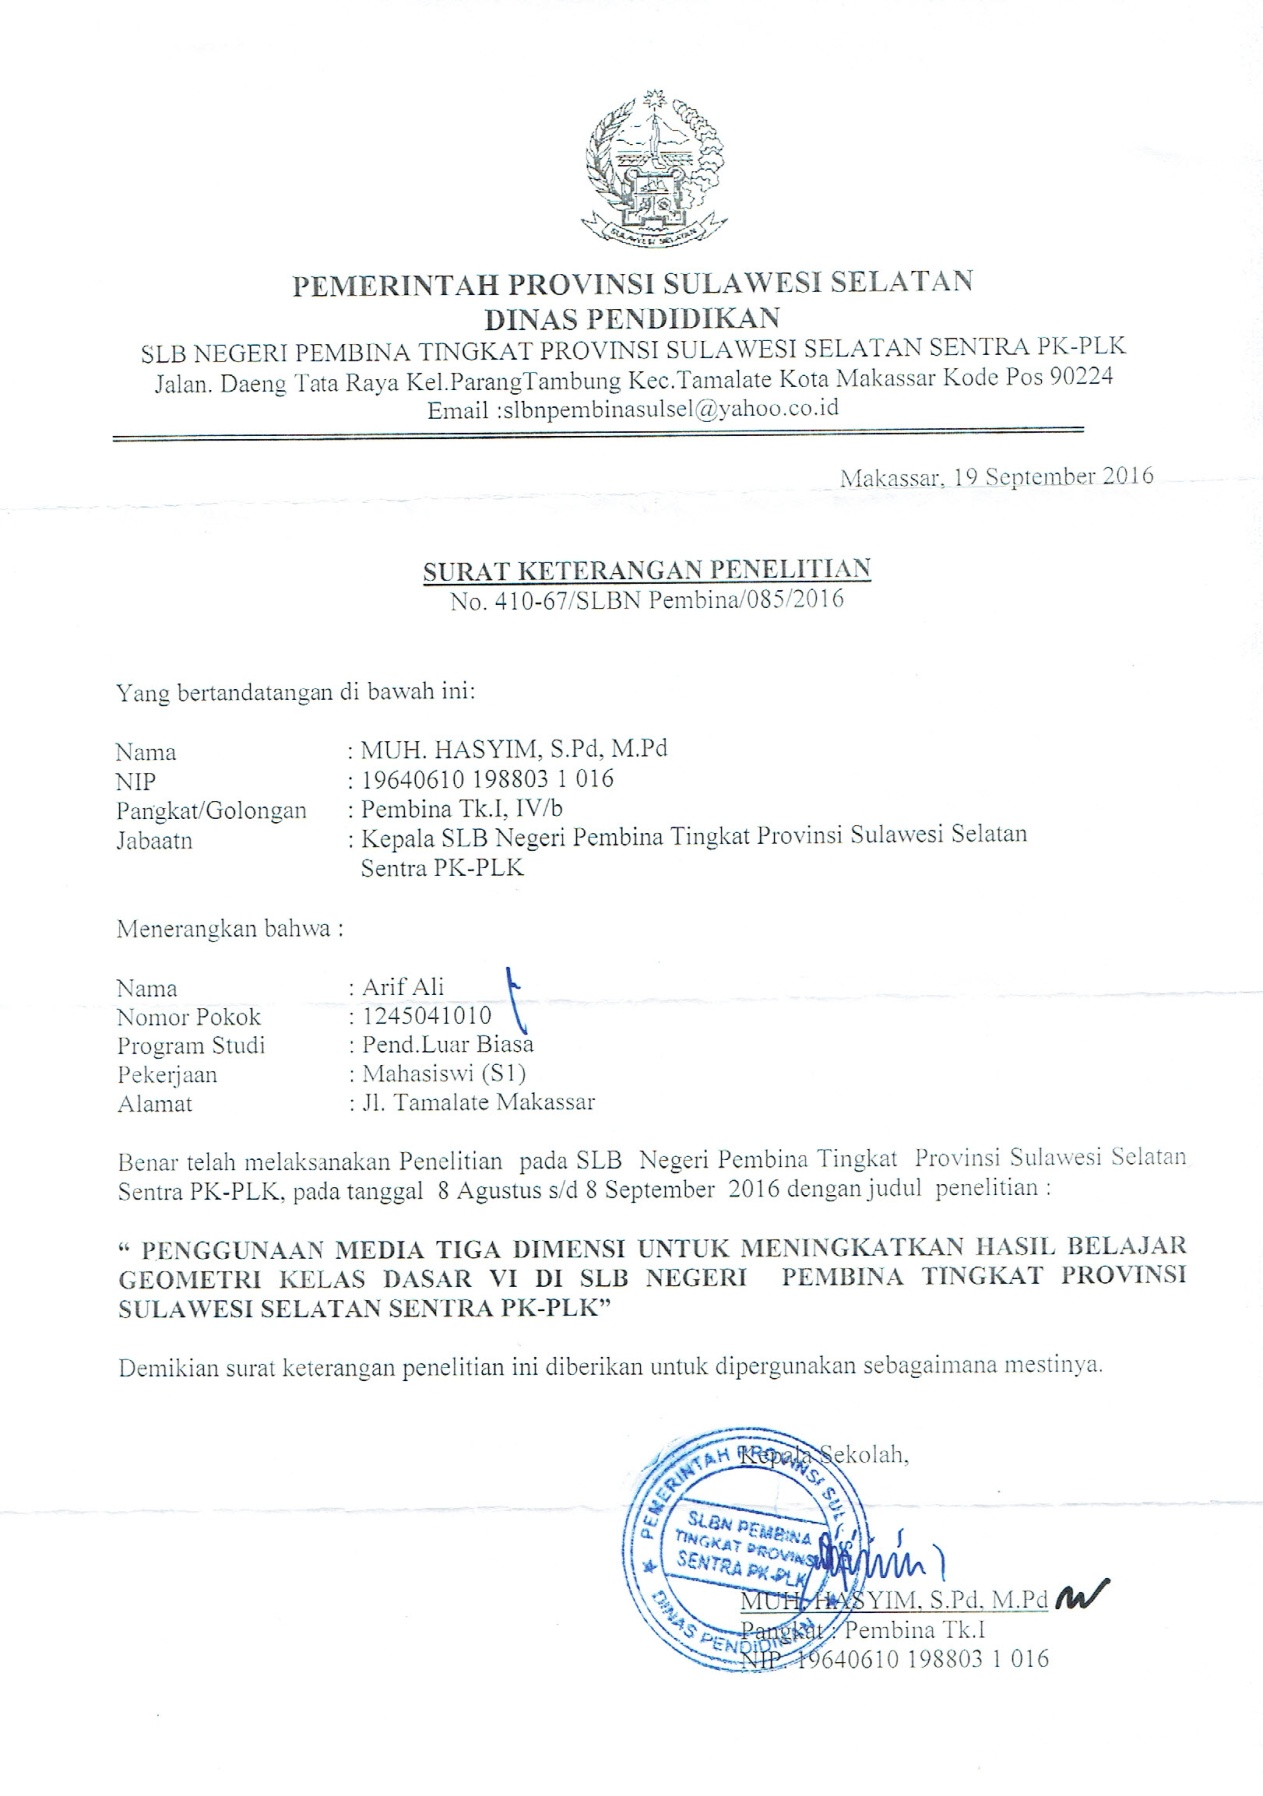 SULAWESI SELATAN
PEMERINTAH PROVINSI SULAWESI SELATAN
DINAS PENDIDIKAN
SLB NEGERI PEMBINA TINGKAT PROVINSI SULAWESI SELATAN SENTRA PK-PLK
Jalan. Daeng Tata Raya Kel.ParangTambung Kec.Tamalate Kota Makassar Kode Pos 90224
Email :slbnpembinasulsel@yahoo.co.id
Makassar, 19 September 2016
SURAT KETERANGAN PENELITIAN
No. 410-67/SLBN Pembina/085/2016
Yang bertandatangan di bawah ini:
Nama : MUH. HASYIM, S.Pd, M.Pd
NIP : 19640610 198803 1 016
Pangkat/Golongan : Pembina Tk.I, IV/b
Jabaatn : Kepala SLB Negeri Pembina Tingkat Provinsi Sulawesi Selatan
Sentra PK-PLK
Menerangkan bahwa :
Nama : Arif Ali
Nomor Pokok : 1245041010
Program Studi : Pend.Luar Biasa
Pekerjaan : Mahasiswi (S1)
Alamat : Jl. Tamalate Makassar
Benar telah melaksanakan Penelitian pada SLB Negeri Pembina Tingkat Provinsi Sulawesi Selatan
Sentra PK-PLK, pada tanggal 8 Agustus s/d 8 September 2016 dengan judul penelitian :
“ PENGGUNAAN MEDIA TIGA DIMENSI UNTUK MENINGKATKAN HASIL BELAJAR
GEOMETRI KELAS DASAR VI DI SLB NEGERI PEMBINA TINGKAT PROVINSI
SULAWESI SELATAN SENTRA PK-PLK”
Demikian surat keterangan penelitian ini diberikan untuk dipergunakan sebagaimana mestinya.
Kepala Sekolah,
PEMERINTAH PROVINSI SUL
SLBN PEMBINA
TINGKAT PROVINSI
SENTRA PK-PLK
DINAS PENDIDIKAN
MUH. HASYIM, S.Pd, M.Pd
Pangkat : Pembina Tk.I
NIP. 19640610 198803 1 016